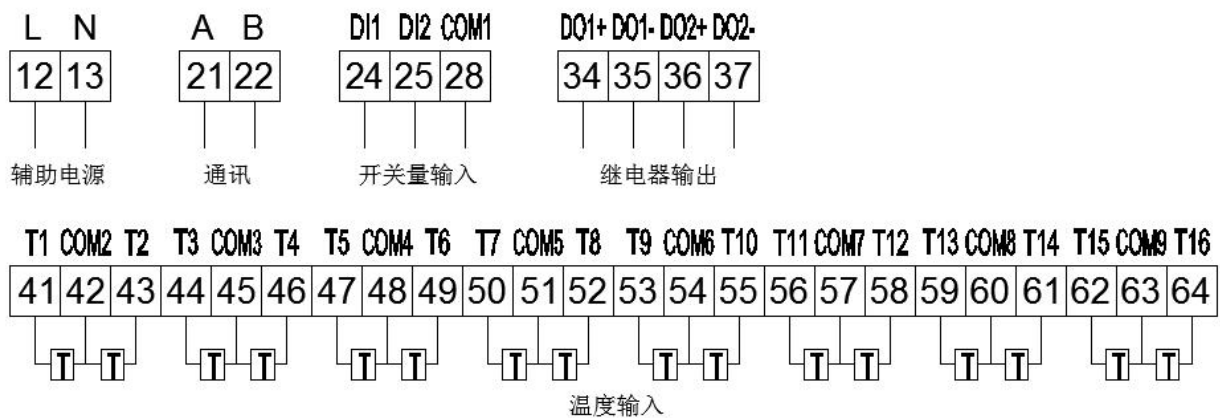 L N A B DI1 DI2 COM1 DO1+ DO1- DO2+ DO2-
12 13 21 22 24 25 28 34 35 36 37
辅助电源 通讯 开关量输入 继电器输出
T1 COM2 T2 T3 COM3 T4 T5 COM4 T6 T7 COM5 T8 T9 COM6 T10 T11 COM7 T12 T13 COM8 T14 T15 COM9 T16
41 42 43 44 45 46 47 48 49 50 51 52 53 54 55 56 57 58 59 60 61 62 63 64
T T T T T T T T T T T T T T T T
温度输入